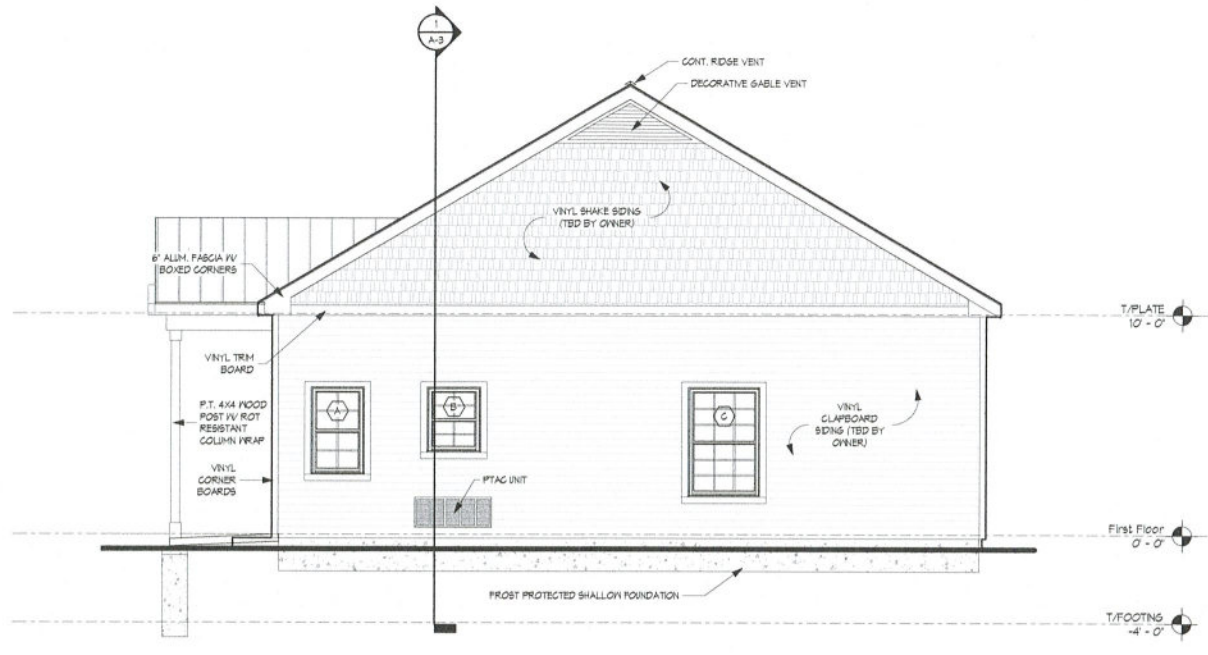 1
A-3
CONT. RIDGE VENT
DECORATIVE GABLE VENT
VINYL SHAKE SIDING
(TBD BY OWNER)
6" ALUM. FASCIA W/
BOXED CORNERS
T/PLATE
10' - 0"
VINYL TRIM
BOARD
P.T. 4X4 WOOD
POST W/ ROT
RESISTANT
COLUMN WRAP
VINYL
CORNER
BOARDS
A
B
C
VINYL
CLAPBOARD
SIDING (TBD BY
OWNER)
PTAC UNIT
First Floor
0' - 0"
FROST PROTECTED SHALLOW FOUNDATION
T/FOOTING
-4' - 0"